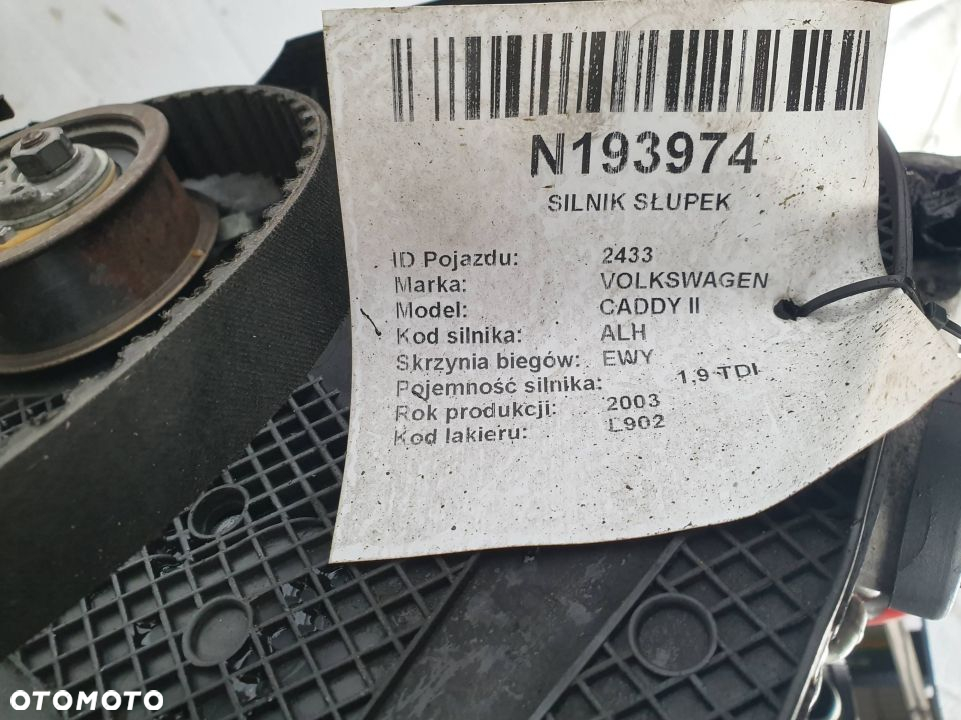 N193974
SILNIK SŁUPEK
ID Pojazdu: 2433
Marka: VOLKSWAGEN
Model: CADDY II
Kod silnika: ALH
Skrzynia biegów: EWY
Pojemność silnika: 1,9 TDI
Rok produkcji: 2003
Kod lakieru: L902
OTOMOTO